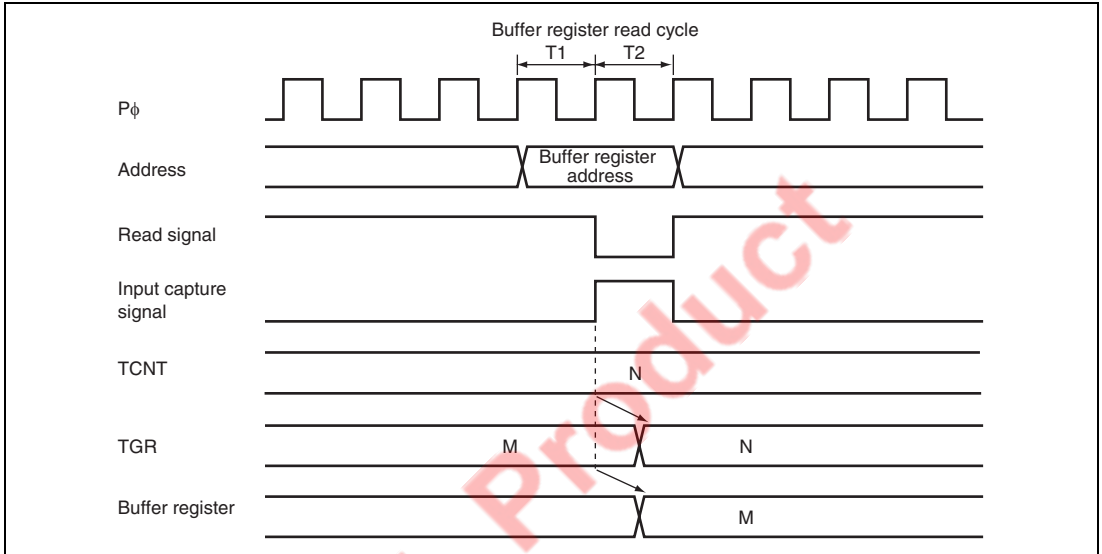 Buffer register read cycle
T1 T2
Pϕ
Address
Buffer register
address
Read signal
Input capture
signal
TCNT
N
TGR
M
N
Buffer register
M
Product